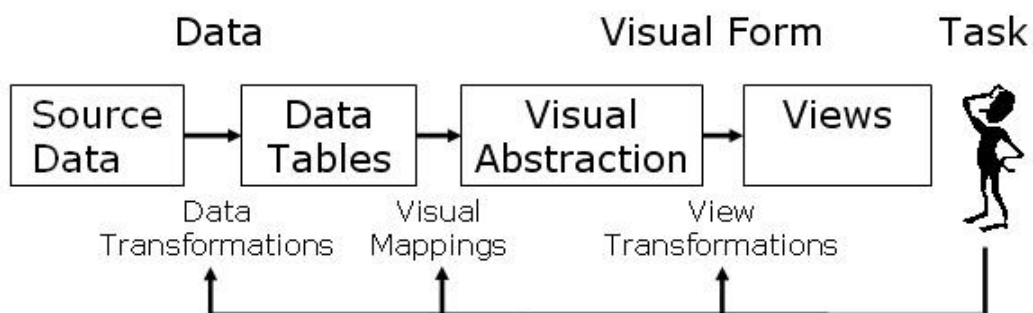 Data
Visual Form
Task
Source
Data
Data
Tables
Visual
Abstraction
Views
Data
Transformations
Visual
Mappings
View
Transformations